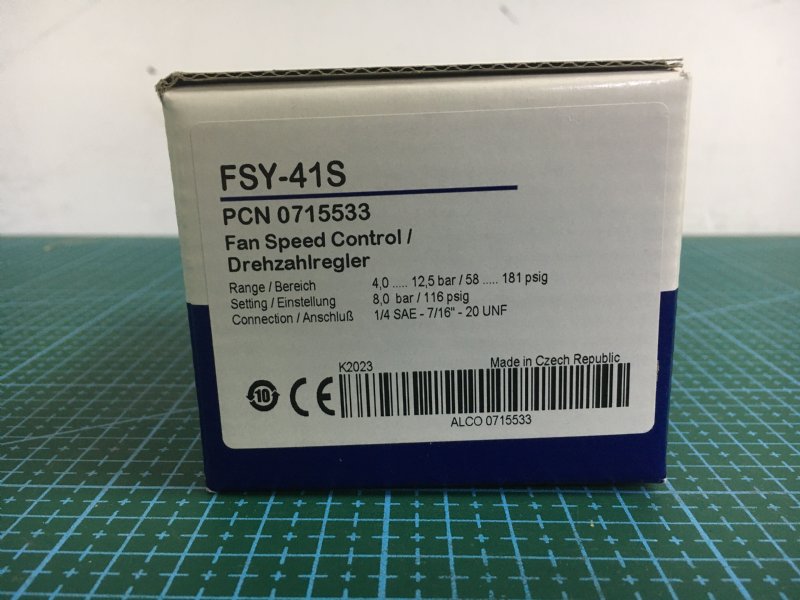 FSY-41S
PCN 0715533
Fan Speed Control /
Drehzahlregler
Range / Bereich 4,0 ..... 12,5 bar / 58 ..... 181 psig
Setting / Einstellung 8,0 bar / 116 psig
Connection / Anschluß 1/4 SAE - 7/16" - 20 UNF
K2023 Made in Czech Republic
10 CE
ALCO 0715533